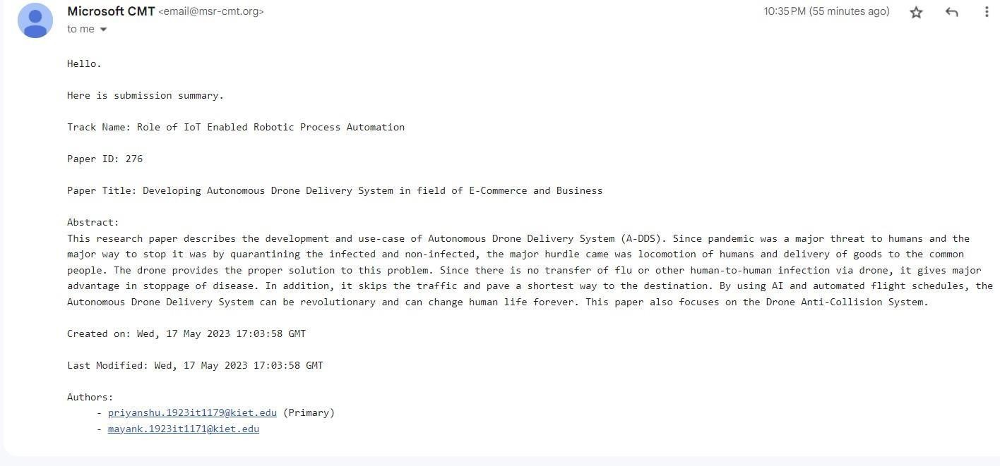 Microsoft CMT <email@msr-cmt.org>
10:35 PM (55 minutes ago)
to me
Hello.
Here is submission summary.
Track Name: Role of IoT Enabled Robotic Process Automation
Paper ID: 276
Paper Title: Developing Autonomous Drone Delivery System in field of E-Commerce and Business
Abstract:
This research paper describes the development and use-case of Autonomous Drone Delivery System (A-DDS). Since pandemic was a major threat to humans and the
major way to stop it was by quarantining the infected and non-infected, the major hurdle came was locomotion of humans and delivery of goods to the common
people. The drone provides the proper solution to this problem. Since there is no transfer of flu or other human-to-human infection via drone, it gives major
advantage in stoppage of disease. In addition, it skips the traffic and pave a shortest way to the destination. By using AI and automated flight schedules, the
Autonomous Drone Delivery System can be revolutionary and can change human life forever. This paper also focuses on the Drone Anti-Collision System.
Created on: Wed, 17 May 2023 17:03:58 GMT
Last Modified: Wed, 17 May 2023 17:03:58 GMT
Authors:
- priyanshu.1923it1179@kiet.edu (Primary)
- mayank.1923it1171@kiet.edu